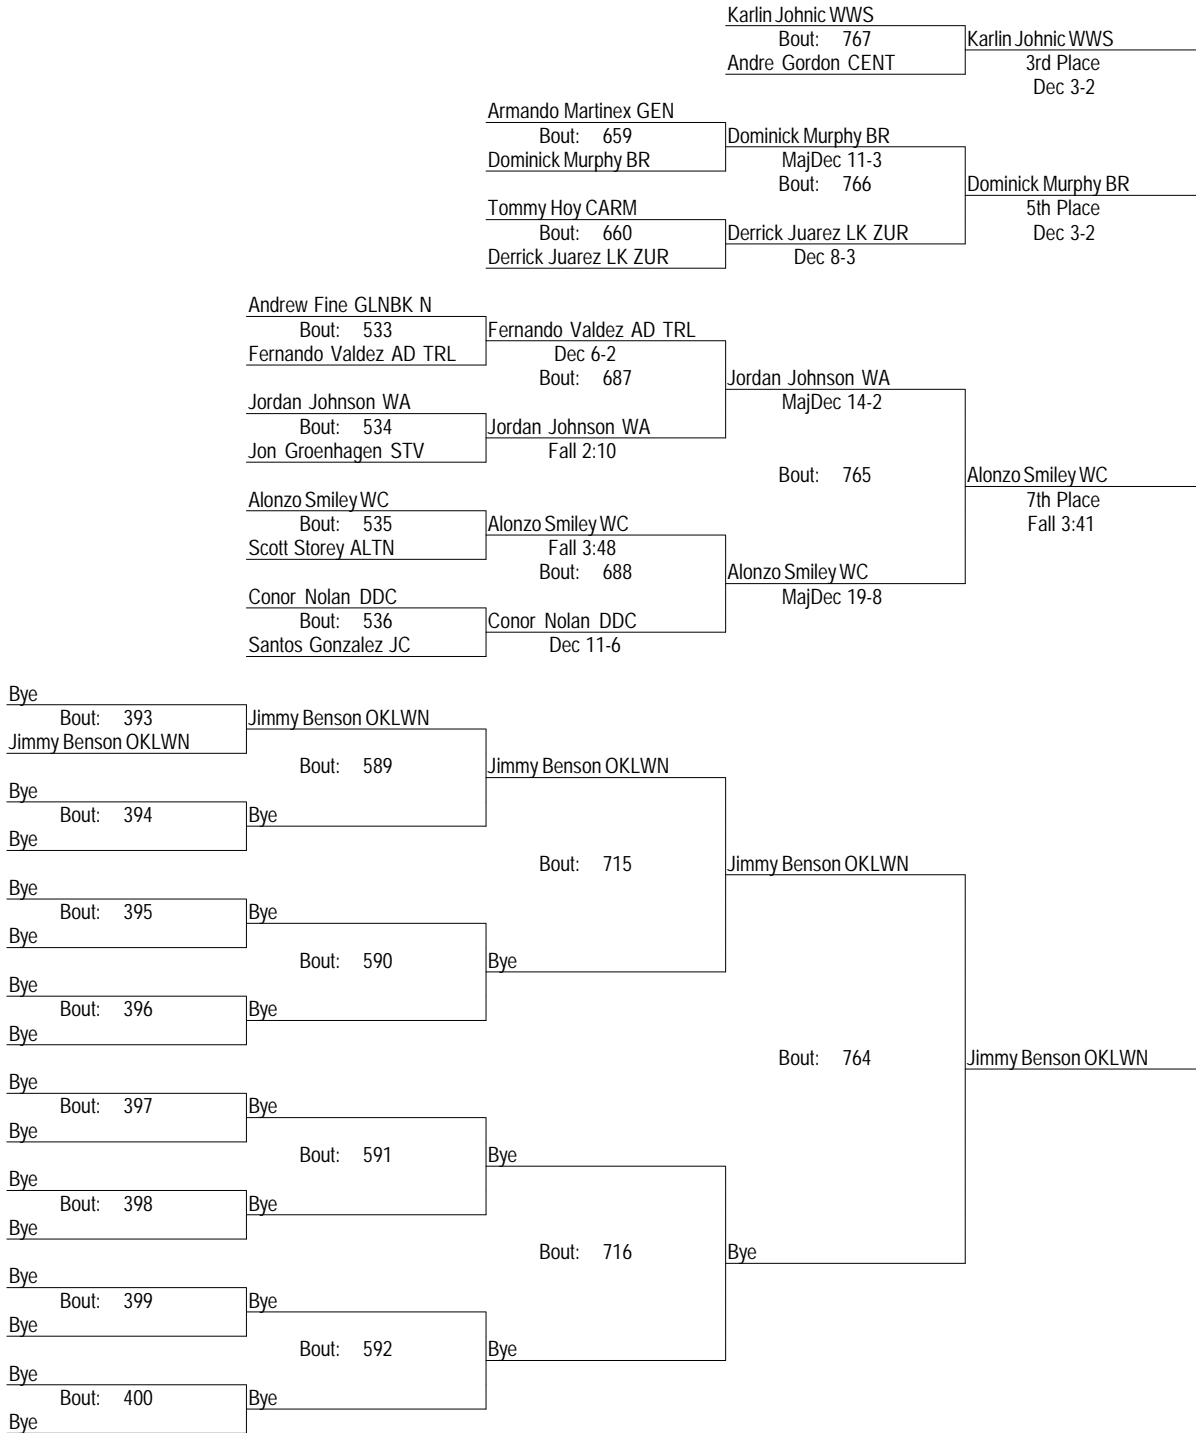 Karlin Johnic WWS
Bout: 767
Karlin Johnic WWS
Andre Gordon CENT
3rd Place
Dec 3-2
Armando Martinex GEN
Bout: 659
Dominick Murphy BR
Dominick Murphy BR
MajDec 11-3
Bout: 766
Dominick Murphy BR
Tommy Hoy CARM
5th Place
Bout: 660
Derrick Juarez LK ZUR
Dec 3-2
Derrick Juarez LK ZUR
Dec 8-3
Andrew Fine GLNBK N
Bout: 533
Fernando Valdez AD TRL
Fernando Valdez AD TRL
Dec 6-2
Bout: 687
Jordan Johnson WA
Jordan Johnson WA
MajDec 14-2
Bout: 534
Jordan Johnson WA
Jon Groenhagen STV
Fall 2:10
Bout: 765
Alonzo Smiley WC
Alonzo Smiley WC
7th Place
Bout: 535
Alonzo Smiley WC
Fall 3:41
Scott Storey ALTN
Fall 3:48
Bout: 688
Alonzo Smiley WC
Conor Nolan DDC
MajDec 19-8
Bout: 536
Conor Nolan DDC
Santos Gonzalez JC
Dec 11-6
Bye
Bout: 393
Jimmy Benson OKLWN
Jimmy Benson OKLWN
Bout: 589
Jimmy Benson OKLWN
Bye
Bout: 394
Bye
Bye
Bout: 715
Jimmy Benson OKLWN
Bye
Bout: 395
Bye
Bye
Bout: 590
Bye
Bye
Bout: 396
Bye
Bye
Bout: 764
Jimmy Benson OKLWN
Bye
Bout: 397
Bye
Bye
Bout: 591
Bye
Bye
Bout: 398
Bye
Bye
Bout: 716
Bye
Bye
Bout: 399
Bye
Bye
Bout: 592
Bye
Bye
Bout: 400
Bye
Bye